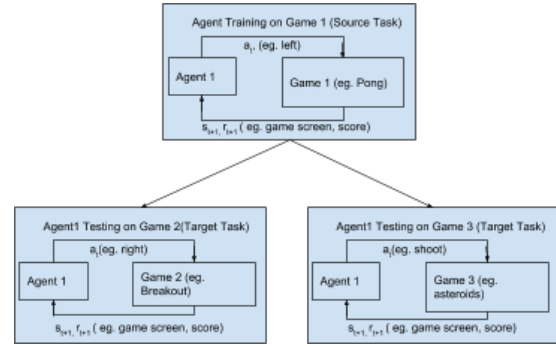 Agent Training on Game 1 (Source Task)
a_t, (eg. left)
Agent 1
Game 1 (eg. Pong)
s_t+1, r_t+1 ( eg. game screen, score)
Agent1 Testing on Game 2(Target Task)
a_t(eg. right)
Agent 1
Game 2 (eg.
Breakout)
s_t+1, r_t+1 ( eg. game screen, score)
Agent1 Testing on Game 3 (Target Task)
a_t(eg. shoot)
Agent 1
Game 3 (eg.
asteroids)
s_t+1, r_t+1 ( eg. game screen, score)